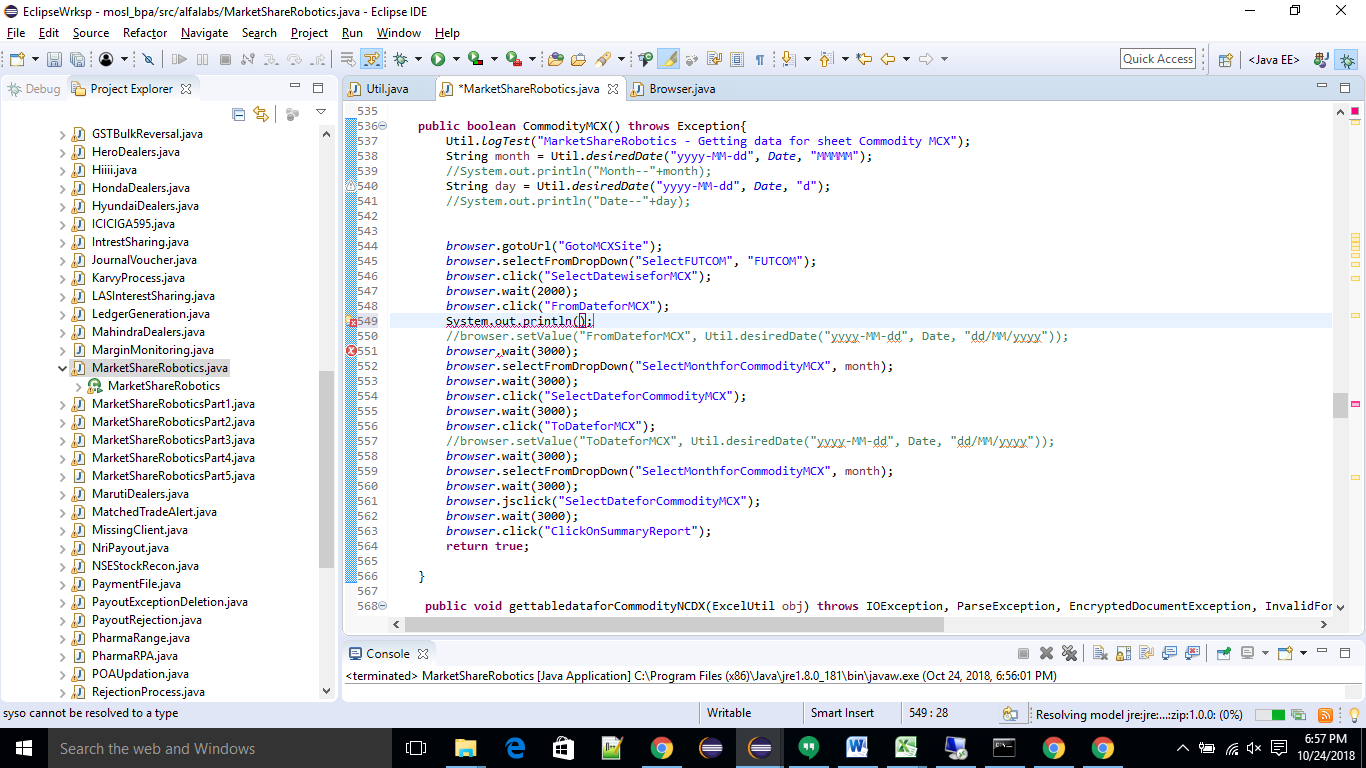 EclipseWrksp - mosl_bpa/src/alfalabs/MarketShareRobotics.java - Eclipse IDE
File Edit Source Refactor Navigate Search Project Run Window Help
Quick Access <Java EE>
Debug Project Explorer
GSTBulkReversal.java
HeroDealers.java
Hiiii.java
HondaDealers.java
HyundaiDealers.java
ICICIGA595.java
IntrestSharing.java
JournalVoucher.java
KarvyProcess.java
LASInterestSharing.java
LedgerGeneration.java
MahindraDealers.java
MarginMonitoring.java
MarketShareRobotics.java
MarketShareRobotics
MarketShareRoboticsPart1.java
MarketShareRoboticsPart2.java
MarketShareRoboticsPart3.java
MarketShareRoboticsPart4.java
MarketShareRoboticsPart5.java
MarutiDealers.java
MatchedTradeAlert.java
MissingClient.java
NriPayout.java
NSEStockRecon.java
PaymentFile.java
PayoutExceptionDeletion.java
PayoutRejection.java
PharmaRange.java
PharmaRPA.java
POAUpdation.java
RejectionProcess.java
Util.java *MarketShareRobotics.java Browser.java
535
536 public boolean CommodityMCX() throws Exception{
537 Util.logTest("MarketShareRobotics - Getting data for sheet Commodity MCX");
538 String month = Util.desiredDate("yyyy-MM-dd", Date, "MMMMM");
539 //System.out.println("Month--"+month);
540 String day = Util.desiredDate("yyyy-MM-dd", Date, "d");
541 //System.out.println("Date--"+day);
542
543
544 browser.gotoUrl("GotoMCXSite");
545 browser.selectFromDropDown("SelectFUTCOM", "FUTCOM");
546 browser.click("SelectDatewiseforMCX");
547 browser.wait(2000);
548 browser.click("FromDateforMCX");
549 System.out.println();
550 //browser.setValue("FromDateforMCX", Util.desiredDate("yyyy-MM-dd", Date, "dd/MM/yyyy"));
551 browser.wait(3000);
552 browser.selectFromDropDown("SelectMonthforCommodityMCX", month);
553 browser.wait(3000);
554 browser.click("SelectDateforCommodityMCX");
555 browser.wait(3000);
556 browser.click("ToDateforMCX");
557 //browser.setValue("ToDateforMCX", Util.desiredDate("yyyy-MM-dd", Date, "dd/MM/yyyy"));
558 browser.wait(3000);
559 browser.selectFromDropDown("SelectMonthforCommodityMCX", month);
560 browser.wait(3000);
561 browser.jsclick("SelectDateforCommodityMCX");
562 browser.wait(3000);
563 browser.click("ClickOnSummaryReport");
564 return true;
565
566 }
567
568 public void gettabledataforCommodityNCDX(ExcelUtil obj) throws IOException, ParseException, EncryptedDocumentException, InvalidFor
Console
<terminated> MarketShareRobotics [Java Application] C:\Program Files (x86)\Java\jre1.8.0_181\bin\javaw.exe (Oct 24, 2018, 6:56:01 PM)
syso cannot be resolved to a type Writable Smart Insert 549 : 28 Resolving model jre:jre:...:zip:1.0.0: (0%)
Search the web and Windows
6:57 PM
10/24/2018